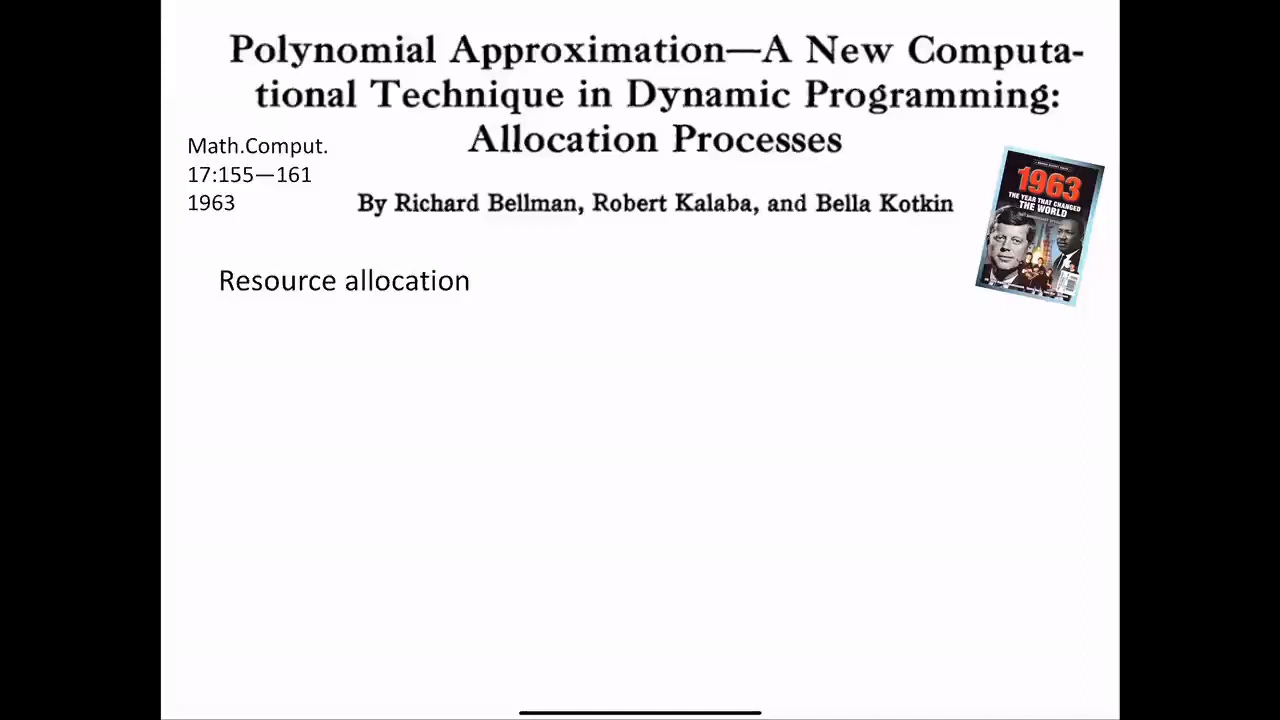 Polynomial Approximation—A New Computa-
tional Technique in Dynamic Programming:
Allocation Processes
Math.Comput.
17:155—161
1963
By Richard Bellman, Robert Kalaba, and Bella Kotkin
1963
THE YEAR THAT CHANGED
THE WORLD
Resource allocation